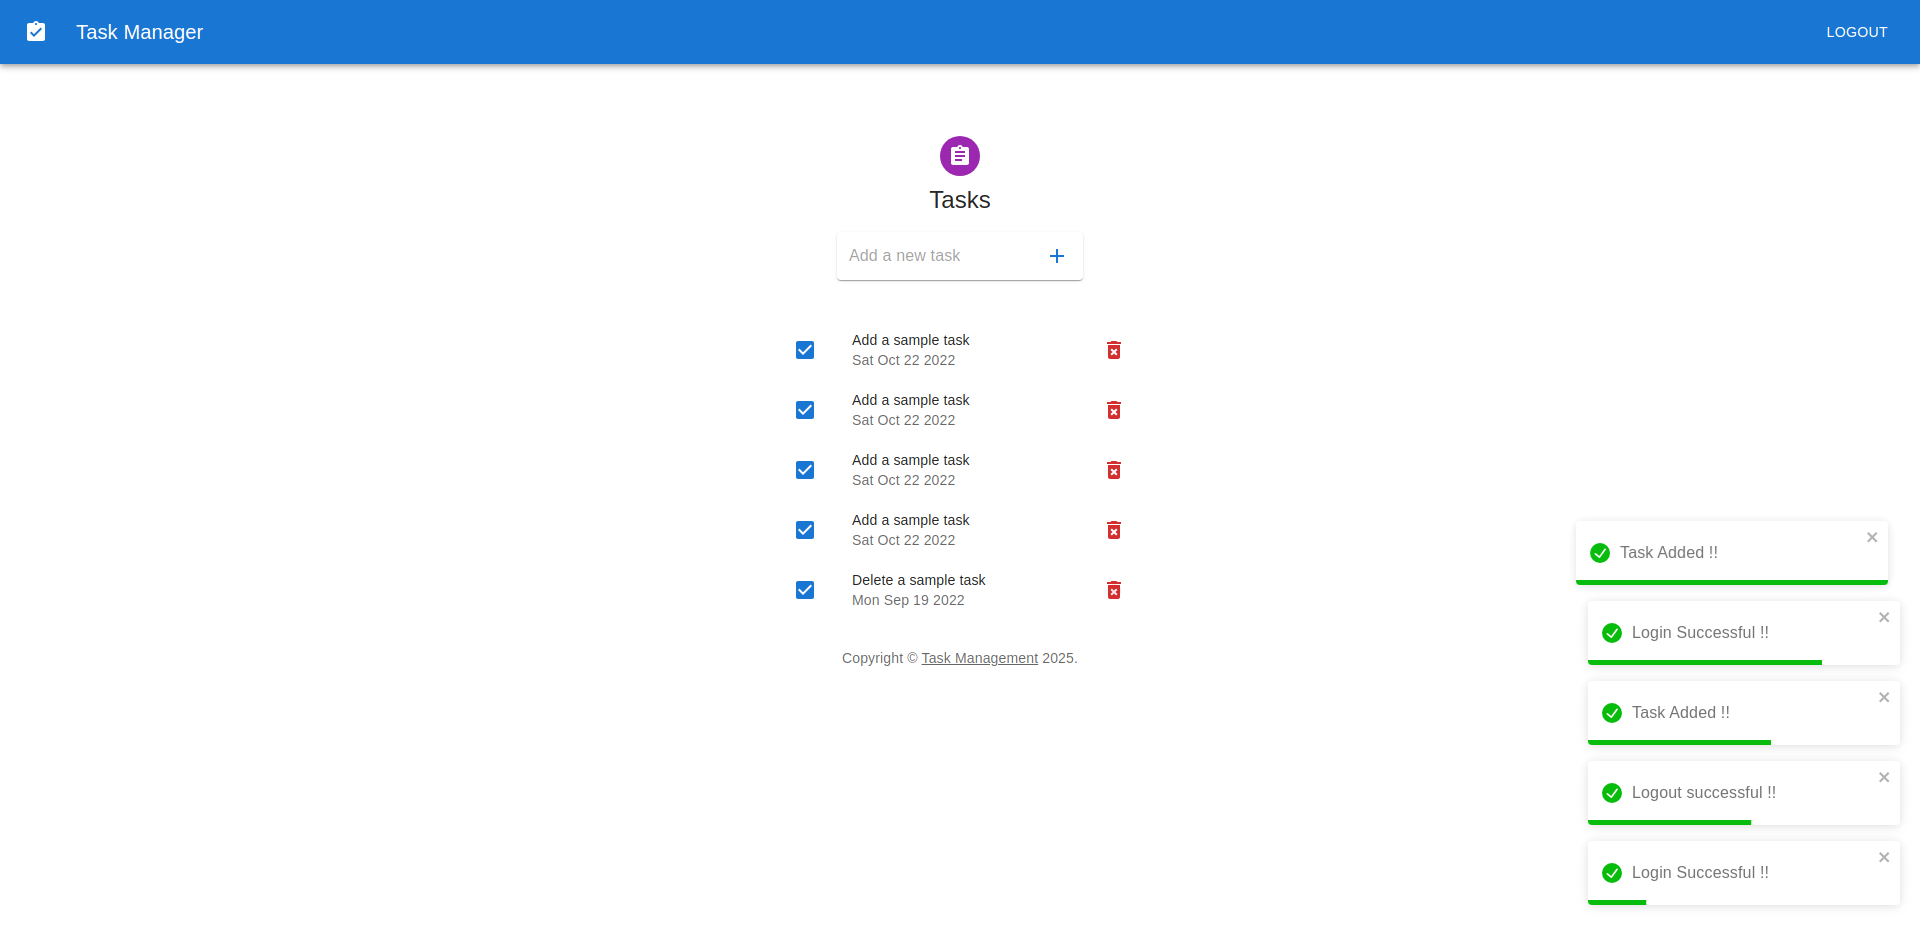 Task Manager
LOGOUT
Tasks
Add a new task
Add a sample task
Sat Oct 22 2022
Add a sample task
Sat Oct 22 2022
Add a sample task
Sat Oct 22 2022
Add a sample task
Sat Oct 22 2022
Delete a sample task
Mon Sep 19 2022
Copyright © Task Management 2025.
Task Added !!
Login Successful !!
Task Added !!
Logout successful !!
Login Successful !!